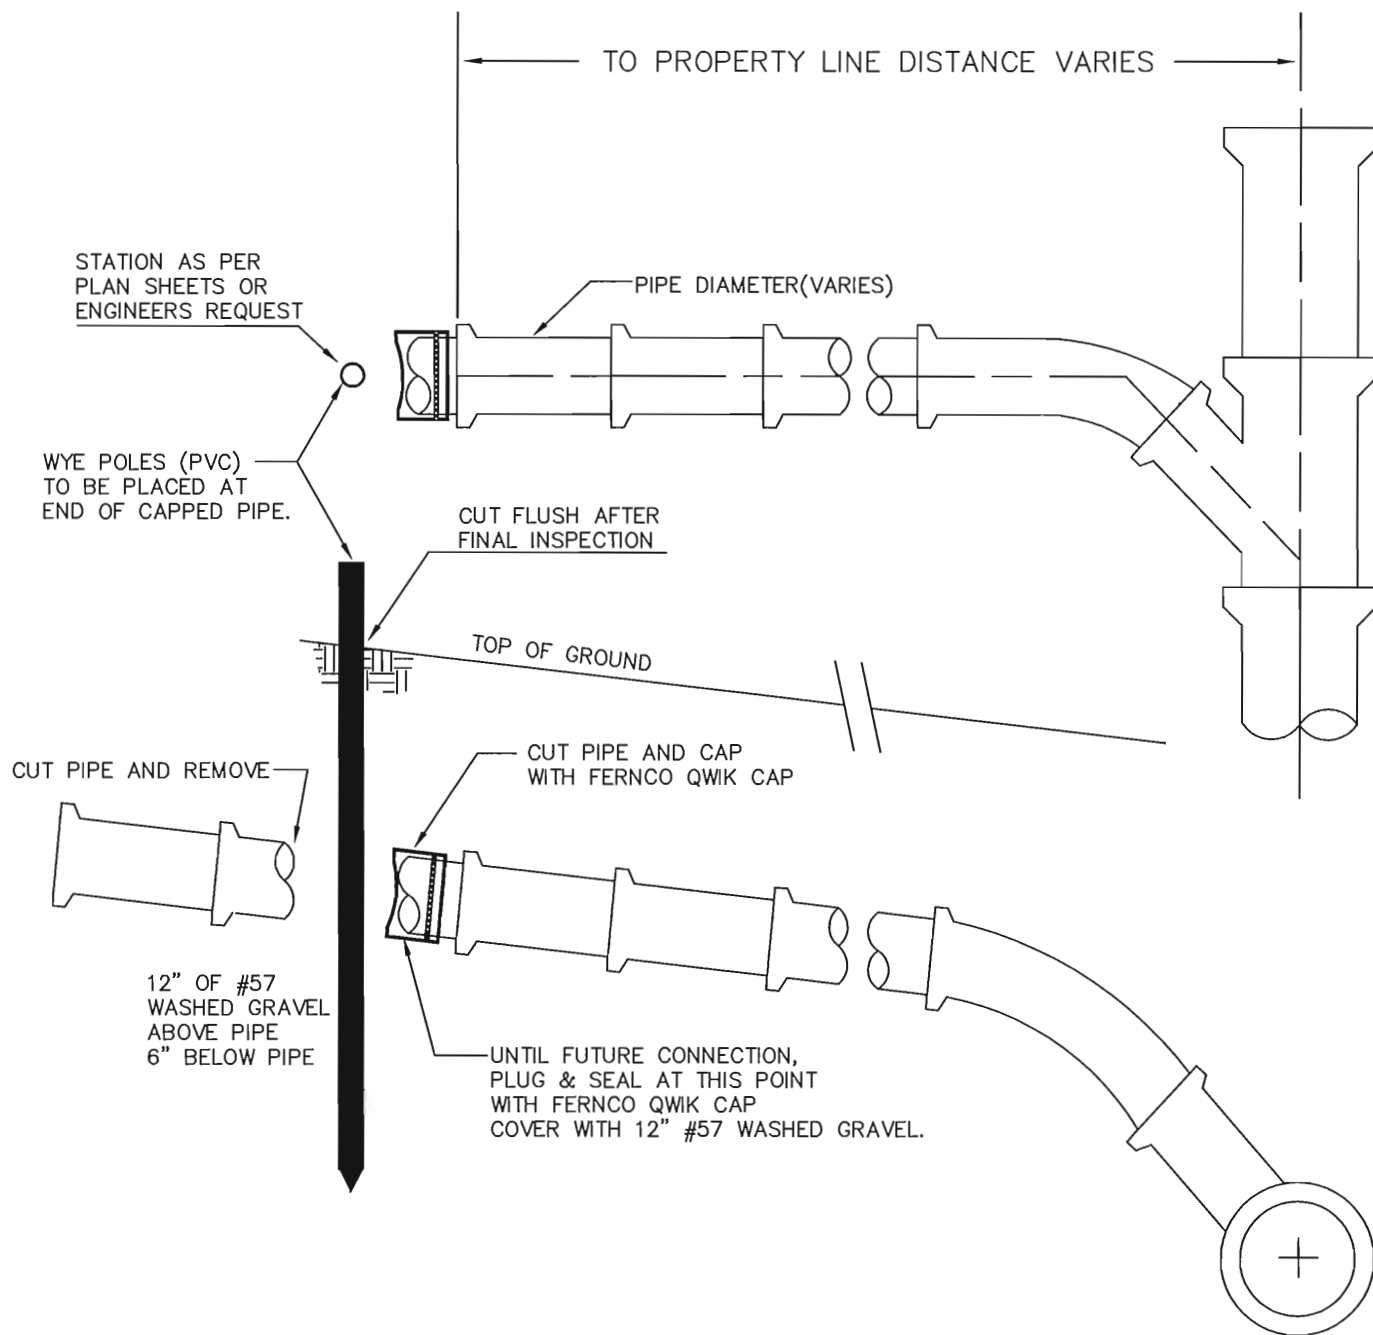 TO PROPERTY LINE DISTANCE VARIES
STATION AS PER
PLAN SHEETS OR
ENGINEERS REQUEST
PIPE DIAMETER(VARIES)
WYE POLES (PVC)
TO BE PLACED AT
END OF CAPPED PIPE.
CUT FLUSH AFTER
FINAL INSPECTION
TOP OF GROUND
CUT PIPE AND REMOVE
CUT PIPE AND CAP
WITH FERNCO QWIK CAP
12" OF #57
WASHED GRAVEL
ABOVE PIPE
6" BELOW PIPE
UNTIL FUTURE CONNECTION,
PLUG & SEAL AT THIS POINT
WITH FERNCO QWIK CAP
COVER WITH 12" #57 WASHED GRAVEL.